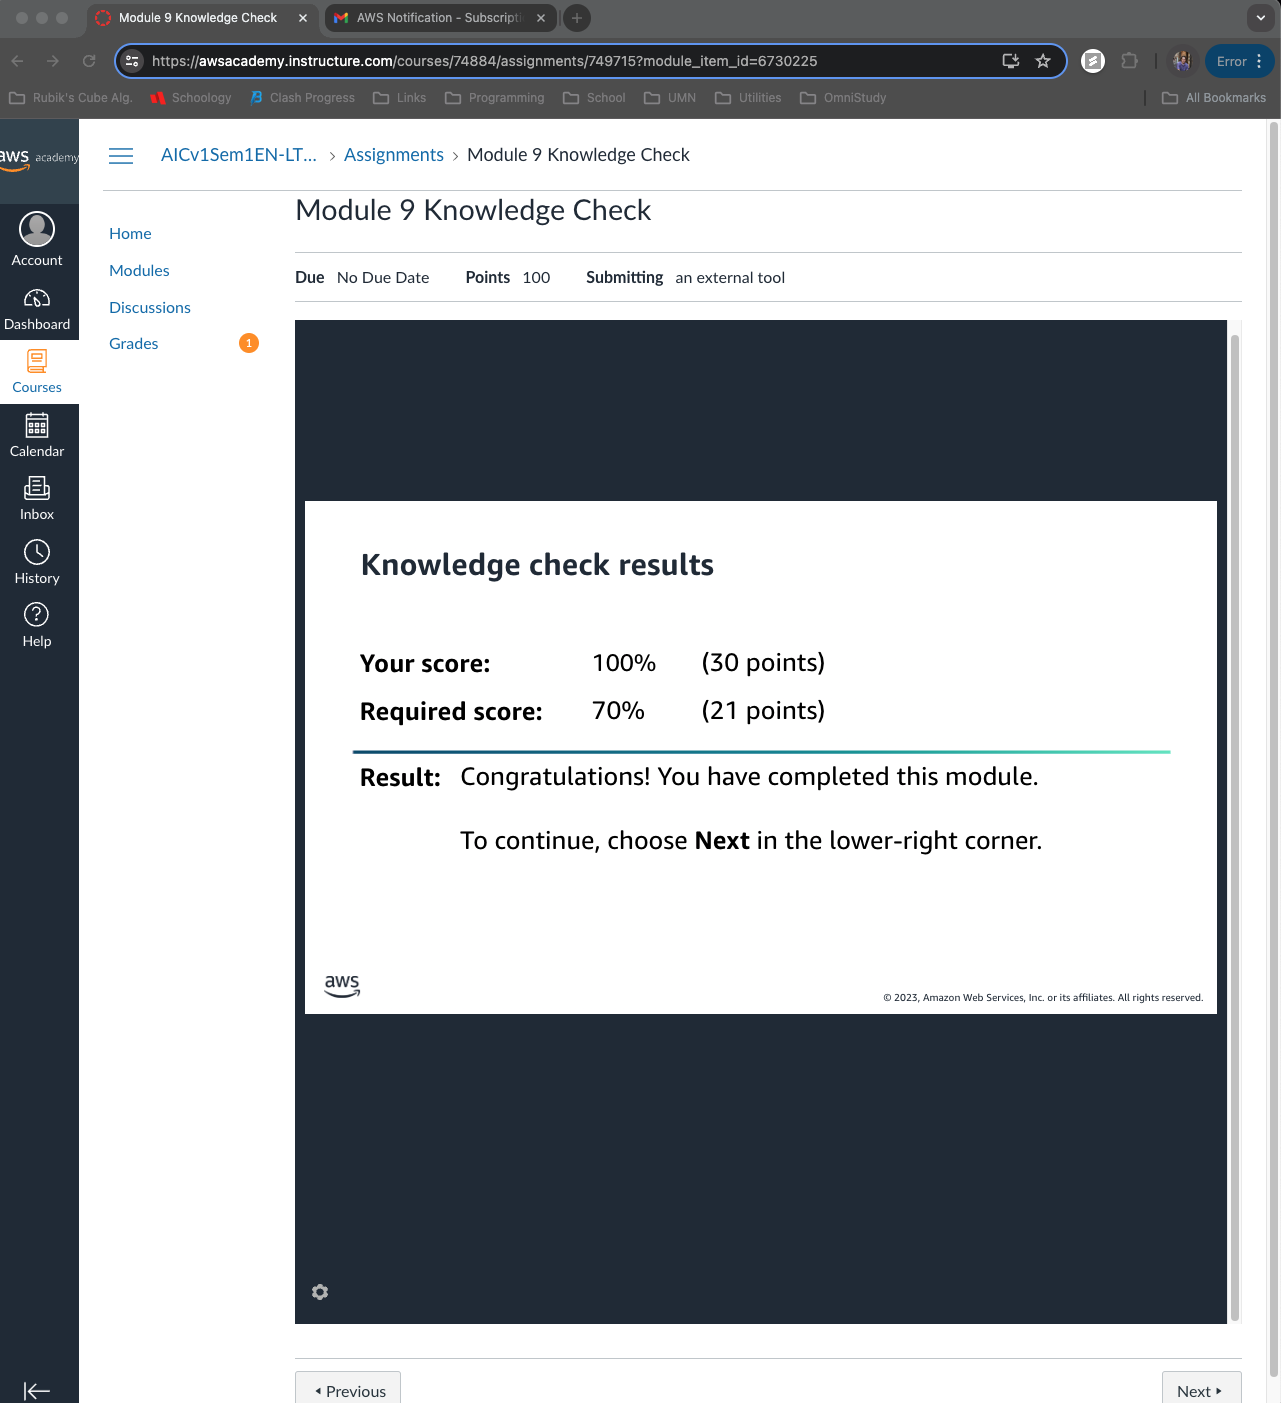 Module 9 Knowledge Check
AWS Notification - Subscripti
https://awsacademy.instructure.com/courses/74884/assignments/749715?module_item_id=6730225
Error
Rubik's Cube Alg.
Schoology
Clash Progress
Links
Programming
School
UMN
Utilities
OmniStudy
All Bookmarks
aws academy
AICv1Sem1EN-LT... > Assignments > Module 9 Knowledge Check
Account
Dashboard
Courses
Calendar
Inbox
History
Help
Home
Modules
Discussions
Grades 1
Module 9 Knowledge Check
Due No Due Date Points 100 Submitting an external tool
Knowledge check results
Your score: 100% (30 points)
Required score: 70% (21 points)
Result: Congratulations! You have completed this module.
To continue, choose Next in the lower-right corner.
aws
© 2023, Amazon Web Services, Inc. or its affiliates. All rights reserved.
Previous
Next